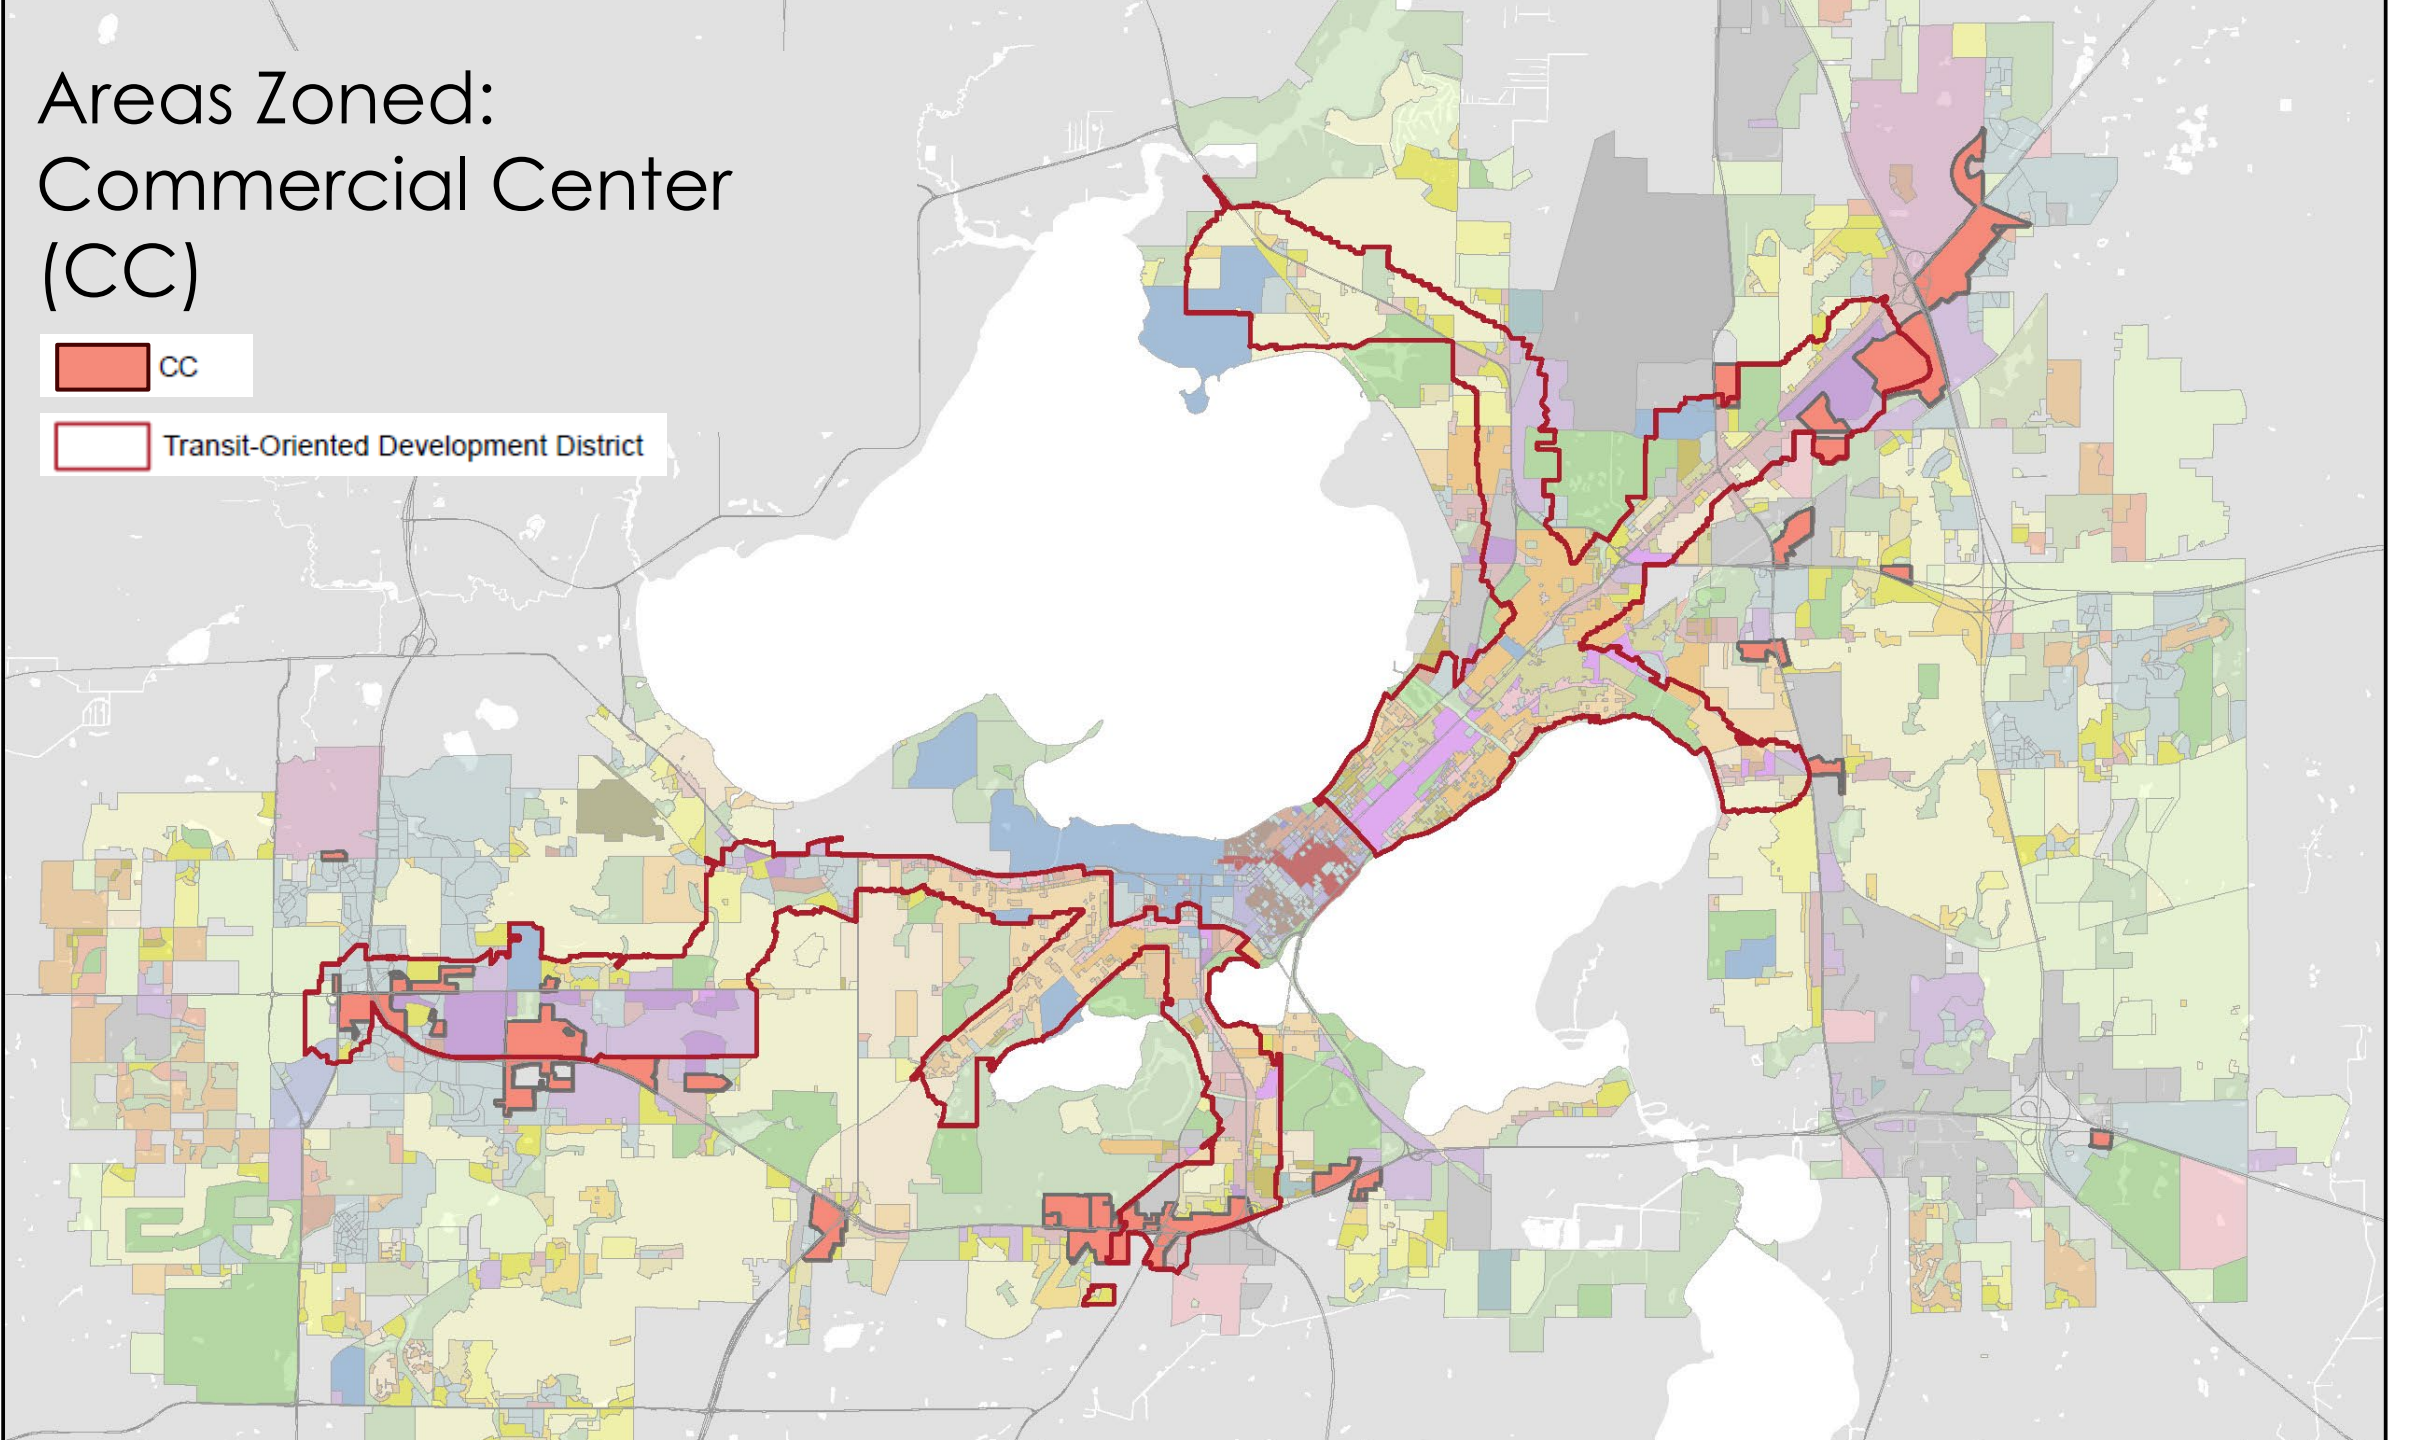 Areas Zoned:
Commercial Center
(CC)
CC
Transit-Oriented Development District